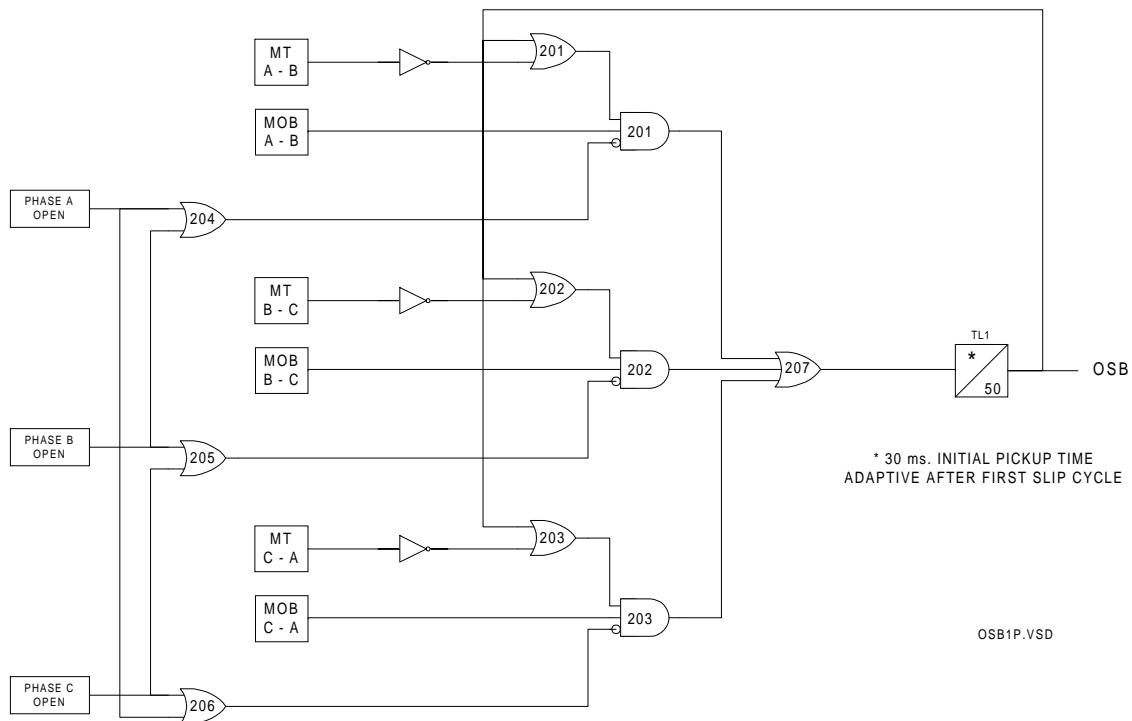 MT
A - B
201
MOB
A - B
201
PHASE A
OPEN
204
MT
B - C
202
MOB
B - C
202
207
TL1
*
50
OSB
PHASE B
OPEN
205
* 30 ms. INITIAL PICKUP TIME
ADAPTIVE AFTER FIRST SLIP CYCLE
MT
C - A
203
MOB
C - A
203
OSB1P.VSD
PHASE C
OPEN
206